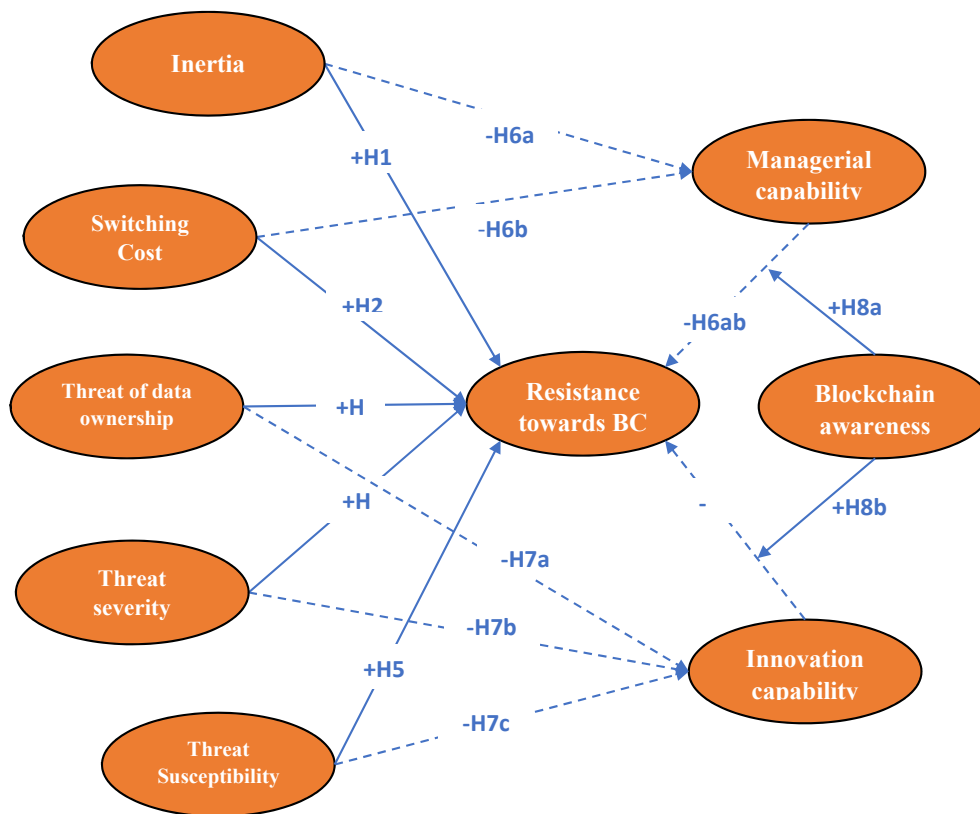 Inertia
-H6a
+H1
Managerial
capability
Switching
Cost
-H6b
+H2
-H6ab
+H8a
Threat of data
ownership
+H
Resistance
towards BC
Blockchain
awareness
+H
-
+H8b
Threat
severity
-H7a
-H7b
+H5
Innovation
capability
-H7c
Threat
Susceptibility